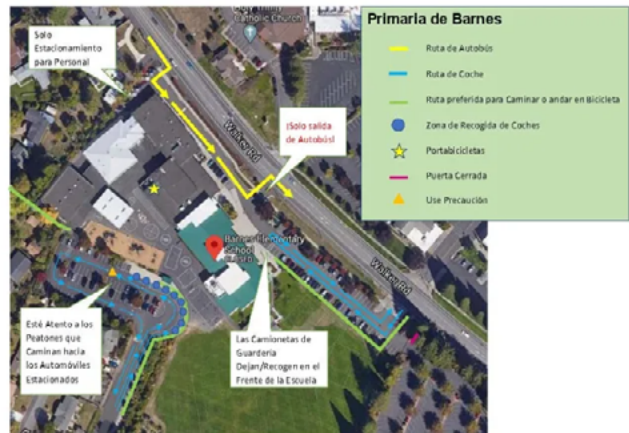 Catholic Church
Primaria de Barnes
Ruta de Autobús
Ruta de Coche
Ruta preferida para Caminar o andar en Bicicleta
Zona de Recogida de Coches
Portabicicletas
Puerta Cerrada
Use Precaución
Solo
Estacionamiento
para Personal
¡Solo salida
de Autobús!
Walker Rd
Barnes Elementary
School
Walker Rd
Esté Atento a los
Peatones que
Caminan hacia
los Automóviles
Estacionados
Las Camionetas de
Guardería
Dejan/Recogen en el
Frente de la Escuela